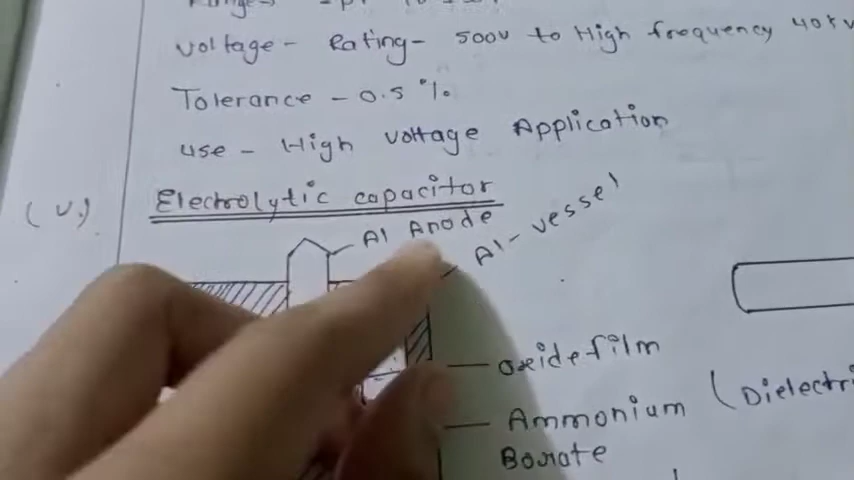 Voltage - Rating - 500V to High frequency 40KV
Tolerance - 0.5 %.
use - High voltage Application
(V.) Electrolytic capacitor
Al Anode
Al- vessel
oxide film
Ammonium (Dielectri
Borate